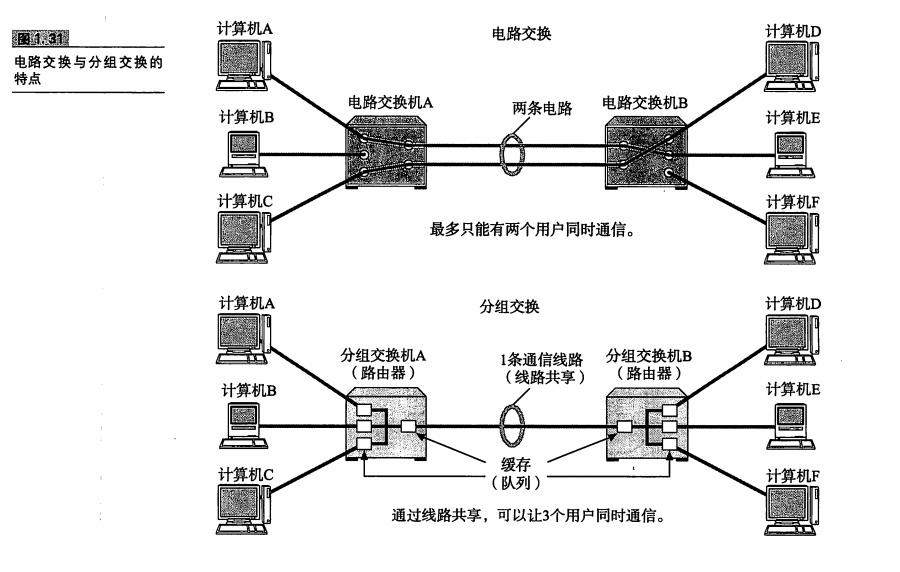 图1.31
电路交换与分组交换的
特点
电路交换
计算机A
计算机D
电路交换机A
两条电路
电路交换机B
计算机B
计算机E
计算机C
计算机F
最多只能有两个用户同时通信。
分组交换
计算机A
计算机D
分组交换机A
（路由器）
1条通信线路
（线路共享）
分组交换机B
（路由器）
计算机B
计算机E
缓存
（队列）
计算机C
计算机F
通过线路共享，可以让3个用户同时通信。